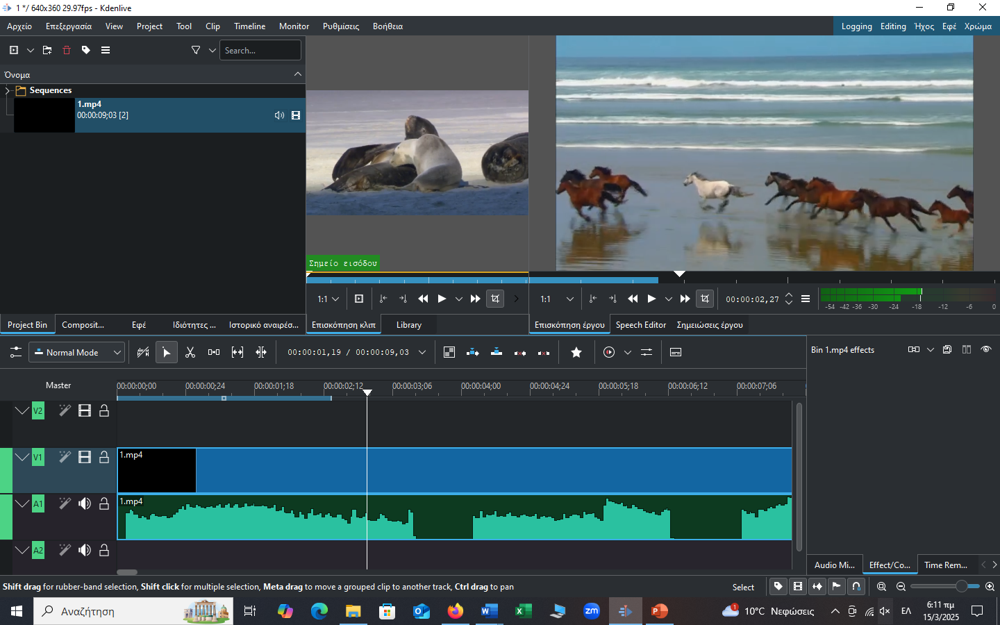 1 */ 640x360 29.97fps - Kdenlive
Αρχείο Επεξεργασία View Project Tool Clip Timeline Monitor Ρυθμίσεις Βοήθεια
Logging Editing Ήχος Εφέ Χρώμα
Search...
Όνομα
Sequences
1.mp4
00:00:09;03 [2]
Σημείο εισόδου
1:1
1:1
00:00:02,27
-54 -42 -36 -30 -24 -18 -12 -6 0
Project Bin Composit... Εφέ Ιδιότητες ... Ιστορικό αναιρέσ...
Επισκόπηση κλιπ Library
Επισκόπηση έργου Speech Editor Σημειώσεις έργου
Normal Mode
00:00:01,19 / 00:00:09,03
Bin 1.mp4 effects
Master
00:00:00;00 00:00:00;24 00:00:01;18 00:00:02;12 00:00:03;06 00:00:04;00 00:00:04;24 00:00:05;18 00:00:06;12 00:00:07;06
V2
V1
1.mp4
A1
1.mp4
A2
Audio Mi... Effect/Co... Time Rem...
Shift drag for rubber-band selection, Shift click for multiple selection, Meta drag to move a grouped clip to another track, Ctrl drag to pan
Select
Αναζήτηση
zm
1
10°C Νεφώσεις
ΕΛ
6:11 πμ
15/3/2025